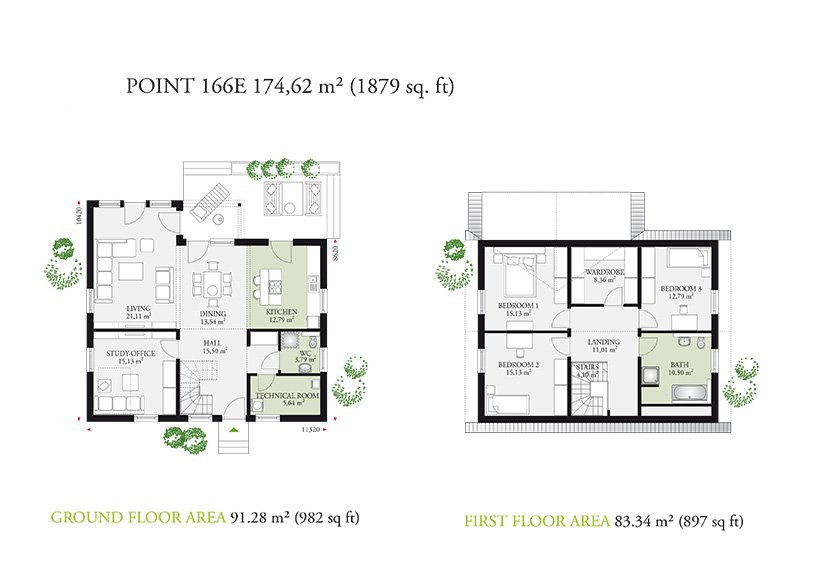 POINT 166E 174,62 m² (1879 sq. ft)
10420
8620
LIVING
21,11 m²
DINING
13,54 m²
KITCHEN
12,79 m²
HALL
15,50 m²
STUDY-OFFICE
15,13 m²
WC
3,79 m²
TECHNICAL ROOM
5,64 m²
11320
WARDROBE
8,36 m²
BEDROOM 1
15,13 m²
BEDROOM 3
12,79 m²
LANDING
11,01 m²
BEDROOM 2
15,13 m²
STAIRS
4,10 m²
BATH
10,50 m²
GROUND FLOOR AREA 91.28 m² (982 sq ft)
FIRST FLOOR AREA 83.34 m² (897 sq ft)